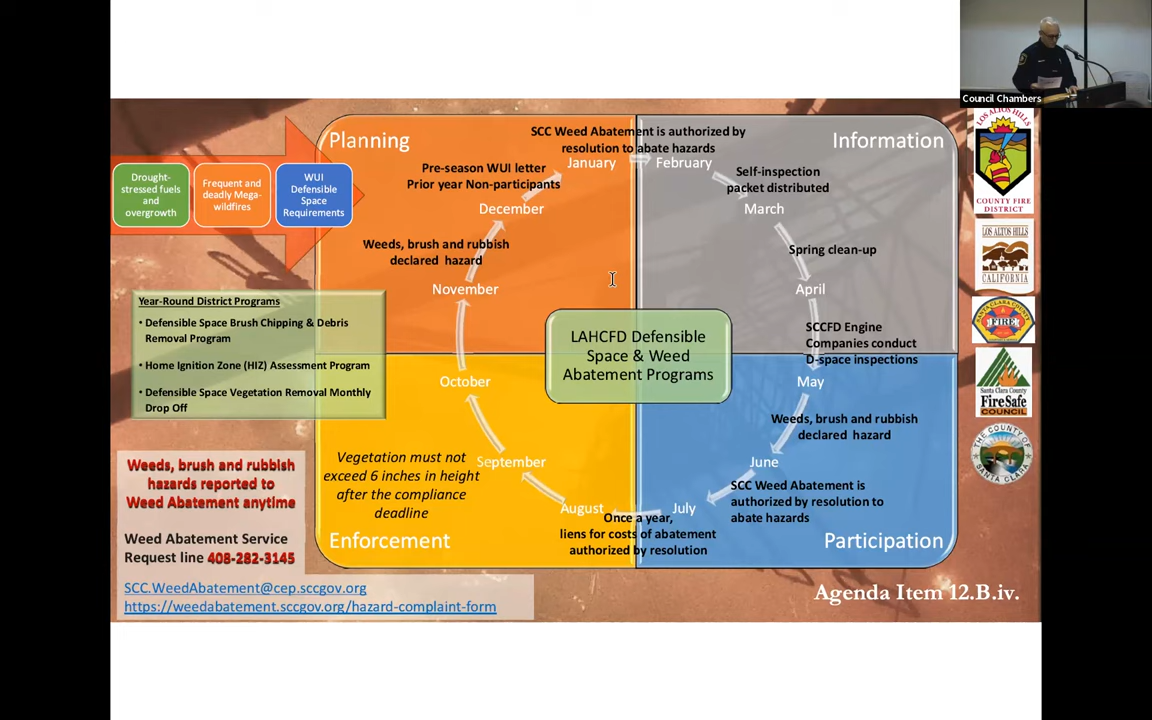 Council Chambers
Planning
Information
SCC Weed Abatement is authorized by
resolution to abate hazards
January
February
Pre-season WUI letter
Prior year Non-participants
December
Self-inspection
packet distributed
March
Drought-
stressed fuels
and
overgrowth
Frequent and
deadly Mega-
wildfires
WUI
Defensible
Space
Requirements
Weeds, brush and rubbish
declared hazard
November
Spring clean-up
April
Year-Round District Programs
• Defensible Space Brush Chipping & Debris
Removal Program
• Home Ignition Zone (HIZ) Assessment Program
• Defensible Space Vegetation Removal Monthly
Drop Off
LAHCFD Defensible
Space & Weed
Abatement Programs
SCCFD Engine
Companies conduct
D-space inspections
October
May
Weeds, brush and rubbish
declared hazard
Vegetation must not
exceed 6 inches in height
after the compliance
deadline
September
June
SCC Weed Abatement is
authorized by resolution to
abate hazards
August
July
Once a year,
liens for costs of abatement
authorized by resolution
Enforcement
Participation
Weeds, brush and rubbish
hazards reported to
Weed Abatement anytime
Weed Abatement Service
Request line 408-282-3145
SCC.WeedAbatement@cep.sccgov.org
https://weedabatement.sccgov.org/hazard-complaint-form
Agenda Item 12.B.iv.
LOS ALTOS HILLS
COUNTY FIRE
DISTRICT
LOS ALTOS HILLS
CALIFORNIA
SANTA CLARA COUNTY
FIRE
Santa Clara County
FireSafe
COUNCIL
THE COUNTY OF
SANTA CLARA